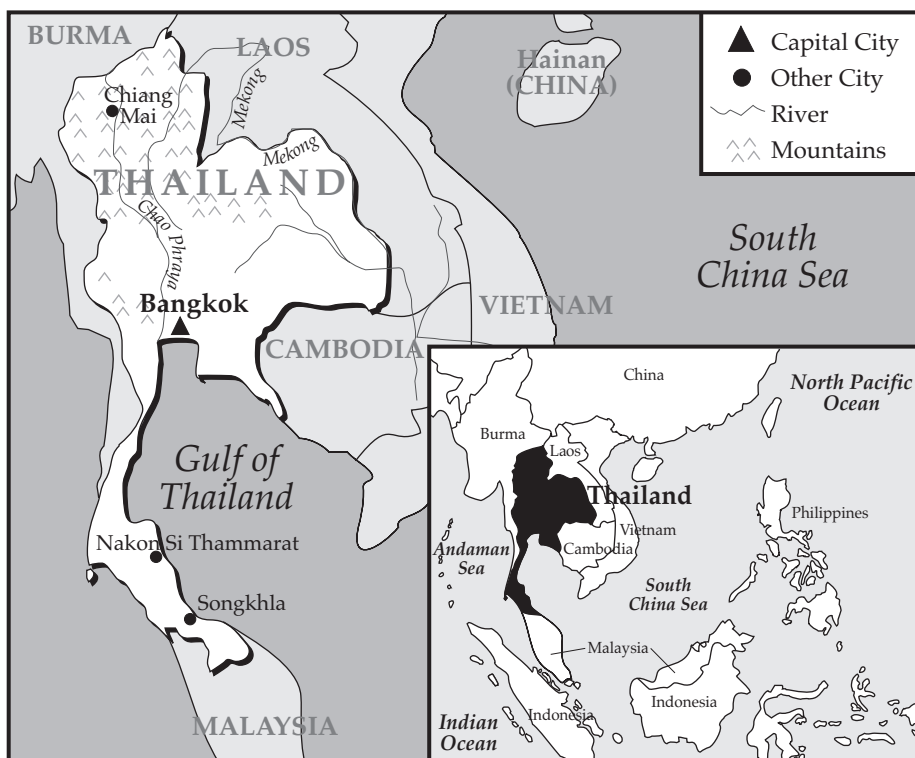 BURMA
LAOS
Hainan
(CHINA)
Capital City
Other City
River
Mountains
Chiang
Mai
Mekong
Mekong
THAILAND
Chao Phraya
South
China Sea
Bangkok
VIETNAM
CAMBODIA
Gulf of
Thailand
Nakon Si Thammarat
Songkhla
MALAYSIA
China
North Pacific
Ocean
Burma
Laos
Thailand
Vietnam
Philippines
Andaman
Sea
Cambodia
South
China Sea
Malaysia
Indonesia
Indonesia
Indian
Ocean